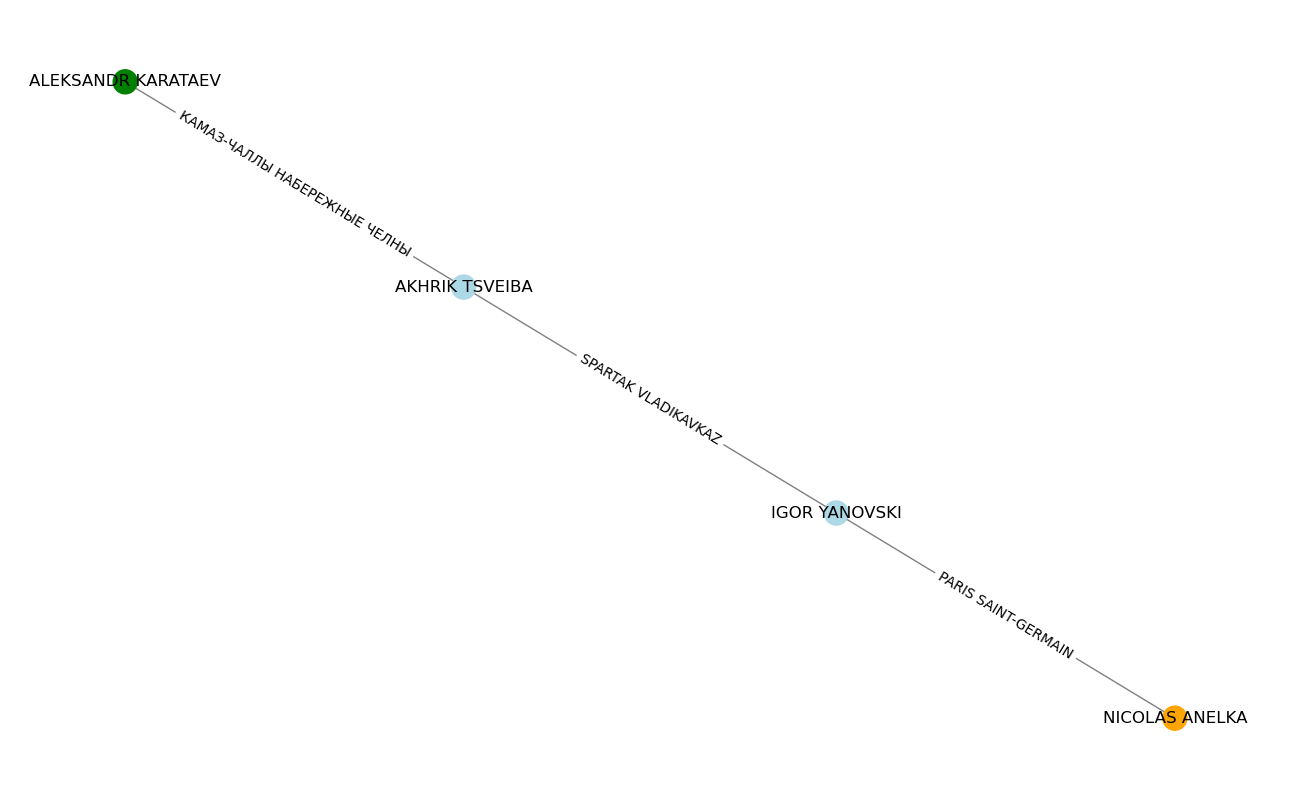 ALEKSANDR KARATAEV
КАМАЗ-ЧАЛЛЫ НАБЕРЕЖНЫЕ ЧЕЛНЫ
AKHRIK TSVEIBA
SPARTAK VLADIKAVKAZ
IGOR YANOVSKI
PARIS SAINT-GERMAIN
NICOLAS ANELKA